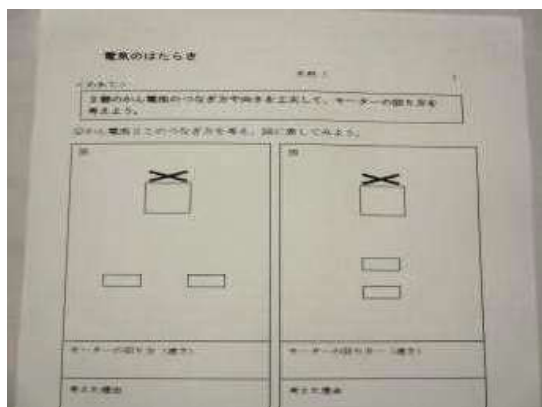 電気のはたらき
名前（
）
＜めあて＞
2個のかん電池のつなぎ方や向きを工夫して、モーターの回り方を
考えよう。
かん電池2このつなぎ方を考え、図に表してみよう。
図
図
モーターの回り方（速さ）
モーターの回り方（速さ）
考えた理由
考えた理由